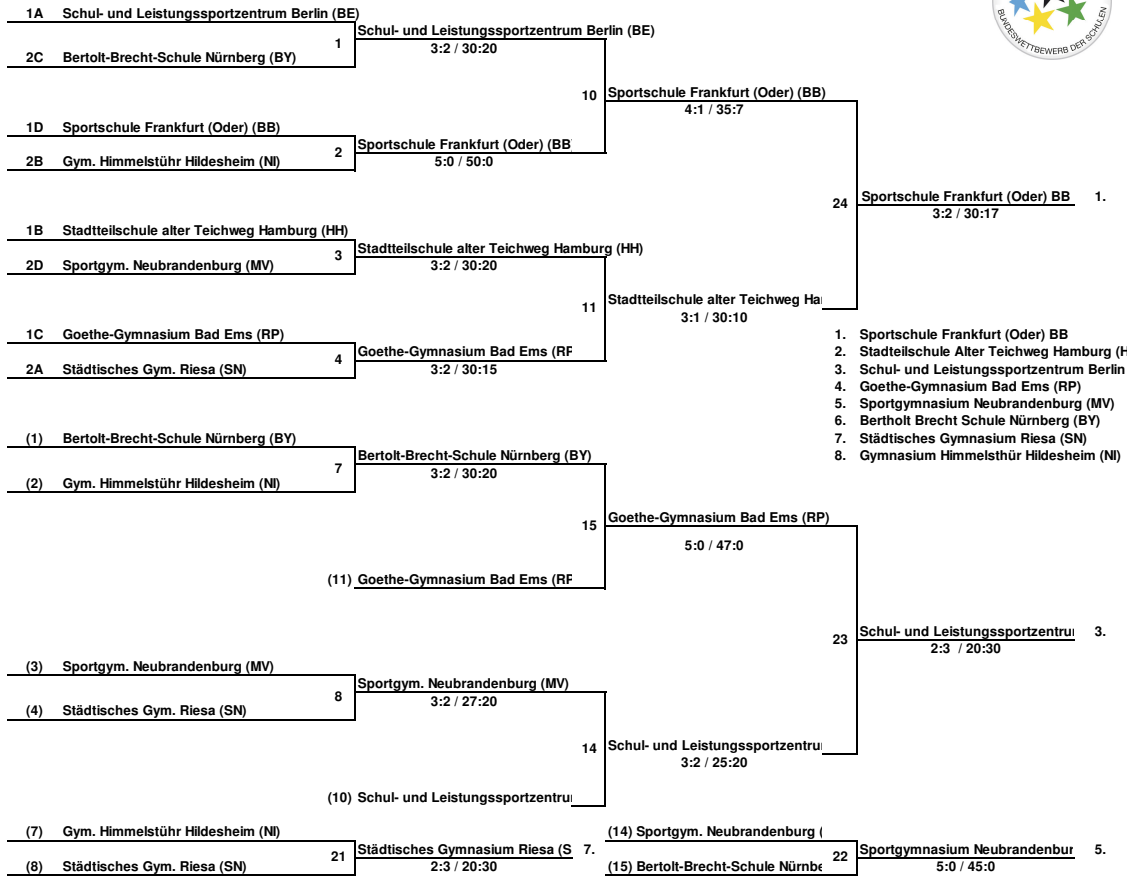 1A Schul- und Leistungssportzentrum Berlin (BE)
Schul- und Leistungssportzentrum Berlin (BE)
1
3:2 / 30:20
2C Bertolt-Brecht-Schule Nürnberg (BY)
BUNDESWETTBEWERB DER SCHULEN
10 Sportschule Frankfurt (Oder) (BB)
4:1 / 35:7
1D Sportschule Frankfurt (Oder) (BB)
2 Sportschule Frankfurt (Oder) (BB
5:0 / 50:0
2B Gym. Himmelstühr Hildesheim (NI)
24 Sportschule Frankfurt (Oder) BB 1.
3:2 / 30:17
1B Stadtteilschule alter Teichweg Hamburg (HH)
3 Stadtteilschule alter Teichweg Hamburg (HH)
3:2 / 30:20
2D Sportgym. Neubrandenburg (MV)
11 Stadtteilschule alter Teichweg Ha
3:1 / 30:10
1C Goethe-Gymnasium Bad Ems (RP)
4 Goethe-Gymnasium Bad Ems (RP
3:2 / 30:15
2A Städtisches Gym. Riesa (SN)
1. Sportschule Frankfurt (Oder) BB
2. Stadteilschule Alter Teichweg Hamburg (H
3. Schul- und Leistungssportzentrum Berlin
4. Goethe-Gymnasium Bad Ems (RP)
5. Sportgymnasium Neubrandenburg (MV)
6. Bertholt Brecht Schule Nürnberg (BY)
7. Städtisches Gymnasium Riesa (SN)
8. Gymnasium Himmelsthür Hildesheim (NI)
(1) Bertolt-Brecht-Schule Nürnberg (BY)
7 Bertolt-Brecht-Schule Nürnberg (BY)
3:2 / 30:20
(2) Gym. Himmelstühr Hildesheim (NI)
15 Goethe-Gymnasium Bad Ems (RP)
5:0 / 47:0
(11) Goethe-Gymnasium Bad Ems (RP
23 Schul- und Leistungssportzentru 3.
2:3 / 20:30
(3) Sportgym. Neubrandenburg (MV)
8 Sportgym. Neubrandenburg (MV)
3:2 / 27:20
(4) Städtisches Gym. Riesa (SN)
14 Schul- und Leistungssportzentru
3:2 / 25:20
(10) Schul- und Leistungssportzentru
(7) Gym. Himmelstühr Hildesheim (NI)
21 Städtisches Gymnasium Riesa (S 7.
2:3 / 20:30
(8) Städtisches Gym. Riesa (SN)
(14) Sportgym. Neubrandenburg (
22 Sportgymnasium Neubrandenbur 5.
5:0 / 45:0
(15) Bertolt-Brecht-Schule Nürnbe